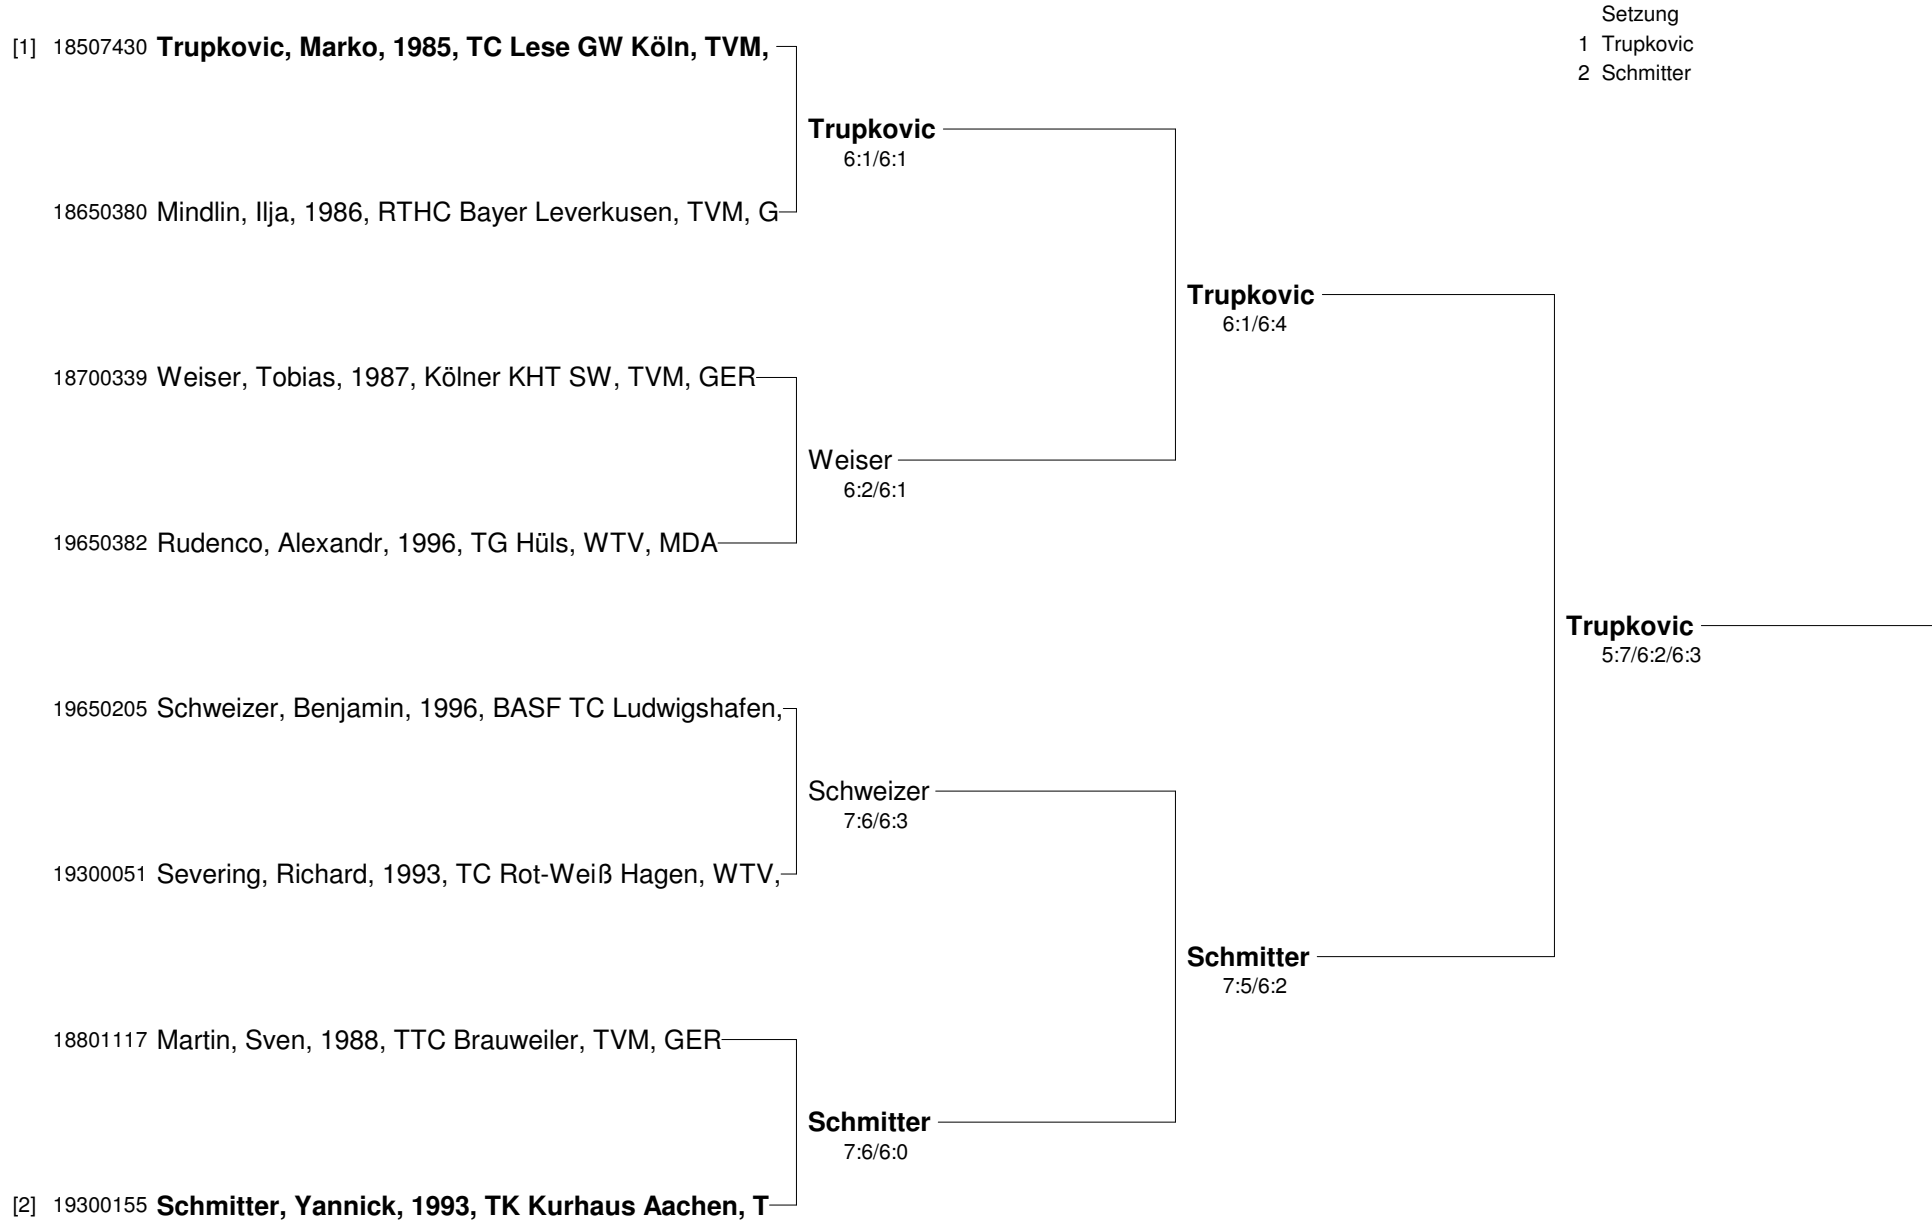 Setzung
1 Trupkovic
2 Schmitter
[1] 18507430 Trupkovic, Marko, 1985, TC Lese GW Köln, TVM,
Trupkovic
6:1/6:1
18650380 Mindlin, Ilja, 1986, RTHC Bayer Leverkusen, TVM, G
Trupkovic
6:1/6:4
18700339 Weiser, Tobias, 1987, Kölner KHT SW, TVM, GER
Weiser
6:2/6:1
19650382 Rudenco, Alexandr, 1996, TG Hüls, WTV, MDA
Trupkovic
5:7/6:2/6:3
19650205 Schweizer, Benjamin, 1996, BASF TC Ludwigshafen,
Schweizer
7:6/6:3
19300051 Severing, Richard, 1993, TC Rot-Weiß Hagen, WTV,
Schmitter
7:5/6:2
18801117 Martin, Sven, 1988, TTC Brauweiler, TVM, GER
Schmitter
7:6/6:0
[2] 19300155 Schmitter, Yannick, 1993, TK Kurhaus Aachen, T